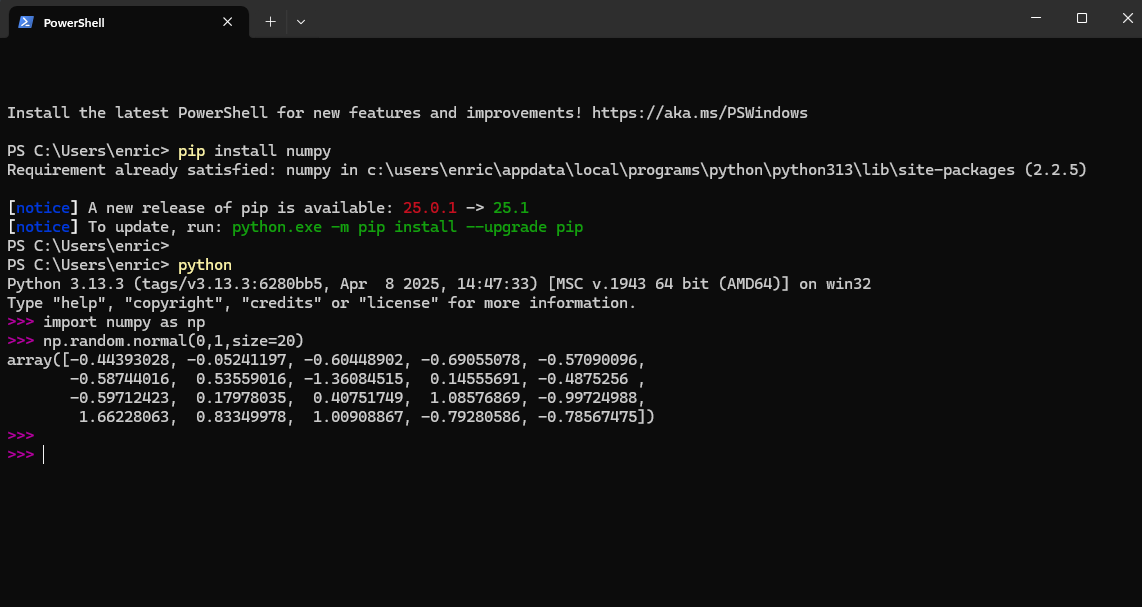 PowerShell
Install the latest PowerShell for new features and improvements! https://aka.ms/PSWindows
PS C:\Users\enric> pip install numpy
Requirement already satisfied: numpy in c:\users\enric\appdata\local\programs\python\python313\lib\site-packages (2.2.5)
[notice] A new release of pip is available: 25.0.1 -> 25.1
[notice] To update, run: python.exe -m pip install --upgrade pip
PS C:\Users\enric>
PS C:\Users\enric> python
Python 3.13.3 (tags/v3.13.3:6280bb5, Apr  8 2025, 14:47:33) [MSC v.1943 64 bit (AMD64)] on win32
Type "help", "copyright", "credits" or "license" for more information.
>>> import numpy as np
>>> np.random.normal(0,1,size=20)
array([-0.44393028, -0.05241197, -0.60448902, -0.69055078, -0.57090096,
       -0.58744016,  0.53559016, -1.36084515,  0.14555691, -0.4875256 ,
       -0.59712423,  0.17978035,  0.40751749,  1.08576869, -0.99724988,
        1.66228063,  0.83349978,  1.00908867, -0.79280586, -0.78567475])
>>>
>>>